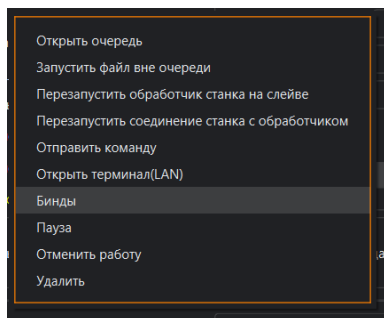 Открыть очередь
Запустить файл вне очереди
Перезапустить обработчик станка на слейве
Перезапустить соединение станка с обработчиком
Отправить команду
Открыть терминал(LAN)
Бинды
Пауза
Отменить работу
Удалить